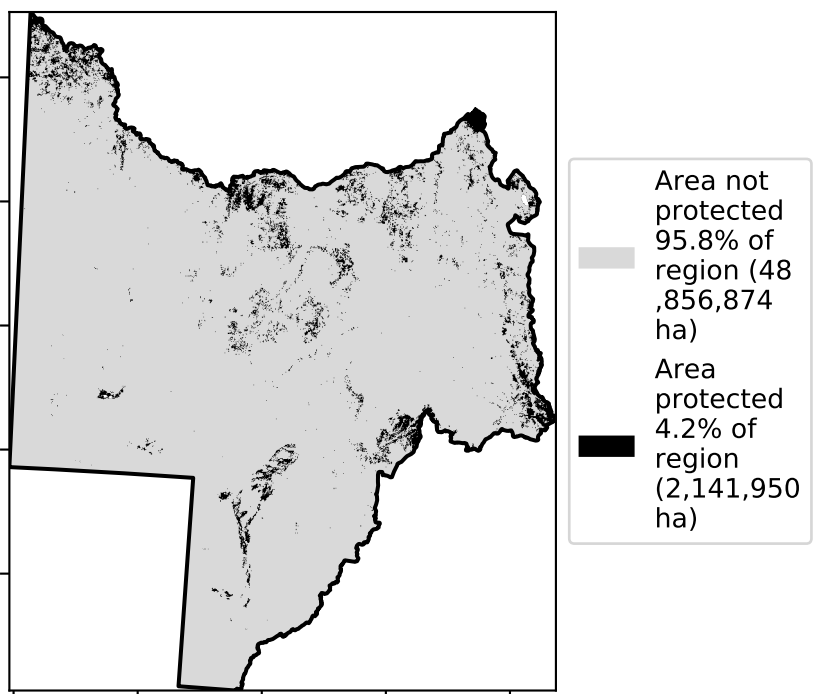 Area not
protected
95.8% of
region (48
,856,874
ha)
Area
protected
4.2% of
region
(2,141,950
ha)